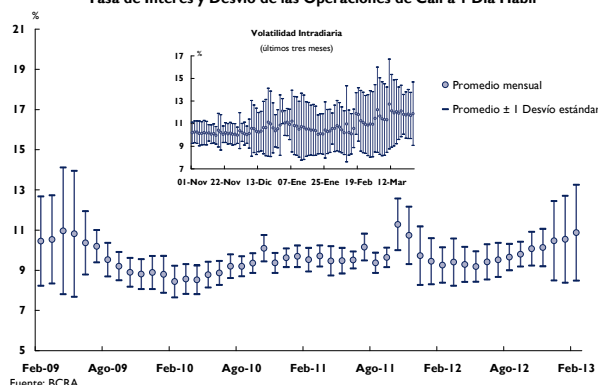 Tasa de Interés y Desvío de las Operaciones de Call a 1 Día Hábil
%
21
19
17
15
13
11
9
7
5
Volatilidad Intradiaria
(últimos tres meses)
%
17
15
13
11
9
7
01-Nov 22-Nov 13-Dic 07-Ene 25-Ene 19-Feb 12-Mar
Promedio mensual
Promedio ± 1 Desvío estándar
Feb-09 Ago-09 Feb-10 Ago-10 Feb-11 Ago-11 Feb-12 Ago-12 Feb-13
Fuente: BCRA